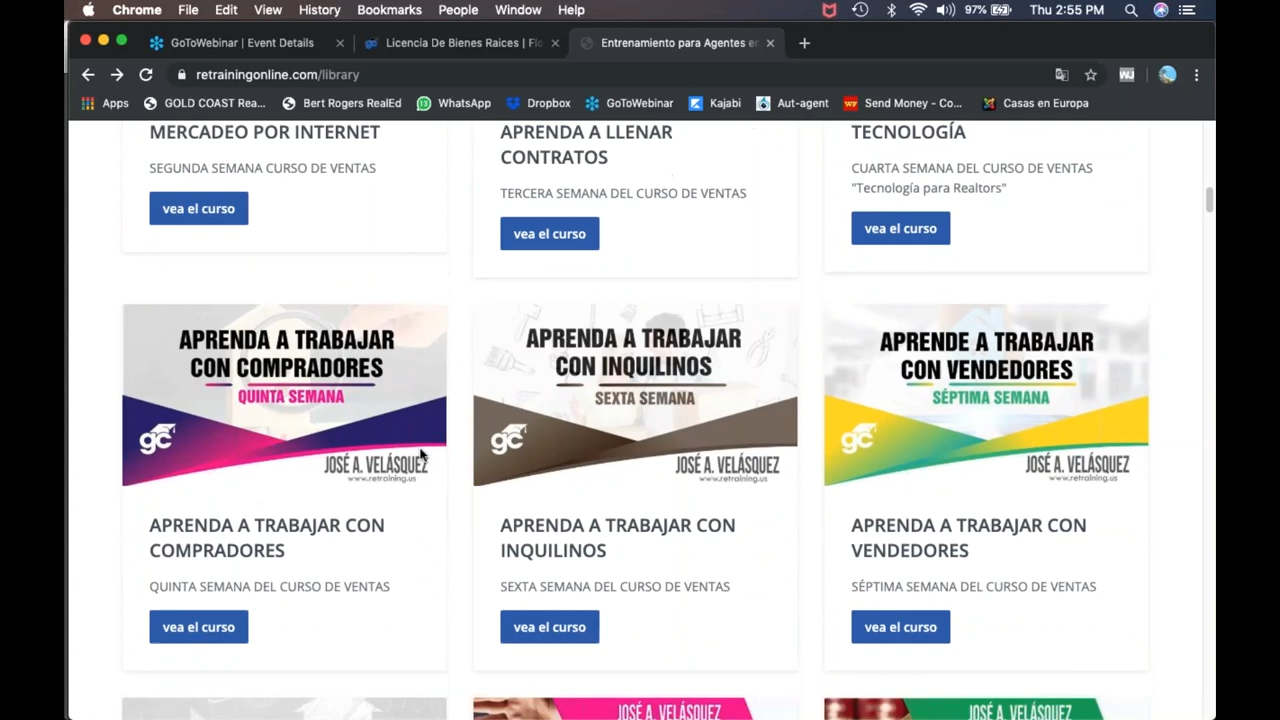 Chrome File Edit View History Bookmarks People Window Help 97% Thu 2:55 PM
GoToWebinar | Event Details Licencia De Bienes Raices | Flo Entrenamiento para Agentes en
retrainingonline.com/library
Apps GOLD COAST Rea... Bert Rogers RealEd WhatsApp Dropbox GoToWebinar Kajabi Aut-agent Send Money - Co... Casas en Europa
MERCADEO POR INTERNET
SEGUNDA SEMANA CURSO DE VENTAS
vea el curso
APRENDA A LLENAR
CONTRATOS
TERCERA SEMANA DEL CURSO DE VENTAS
vea el curso
TECNOLOGÍA
CUARTA SEMANA DEL CURSO DE VENTAS
"Tecnología para Realtors"
vea el curso
APRENDA A TRABAJAR
CON COMPRADORES
QUINTA SEMANA
gc
JOSÉ A. VELÁSQUEZ
www.retraining.us
APRENDA A TRABAJAR CON
COMPRADORES
QUINTA SEMANA DEL CURSO DE VENTAS
vea el curso
APRENDA A TRABAJAR
CON INQUILINOS
SEXTA SEMANA
gc
JOSÉ A. VELÁSQUEZ
www.retraining.us
APRENDA A TRABAJAR CON
INQUILINOS
SEXTA SEMANA DEL CURSO DE VENTAS
vea el curso
APRENDE A TRABAJAR
CON VENDEDORES
SÉPTIMA SEMANA
gc
JOSÉ A. VELÁSQUEZ
www.retraining.us
APRENDA A TRABAJAR CON
VENDEDORES
SÉPTIMA SEMANA DEL CURSO DE VENTAS
vea el curso
JOSÉ A. VELÁSQUEZ
JOSÉ A. VELÁSQUEZ